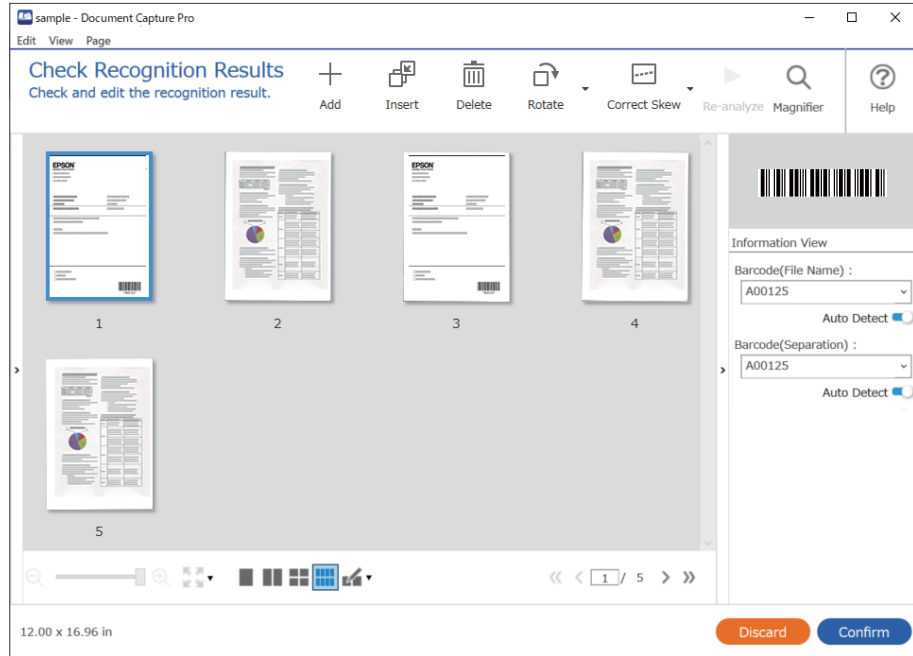 sample - Document Capture Pro
Edit View Page
Check Recognition Results
Check and edit the recognition result.
Add
Insert
Delete
Rotate
Correct Skew
Re-analyze
Magnifier
Help
EPSON
EPSON
1
2
3
4
5
Information View
Barcode(File Name) :
A00125
Auto Detect
Barcode(Separation) :
A00125
Auto Detect
1 / 5
12.00 x 16.96 in
Discard
Confirm